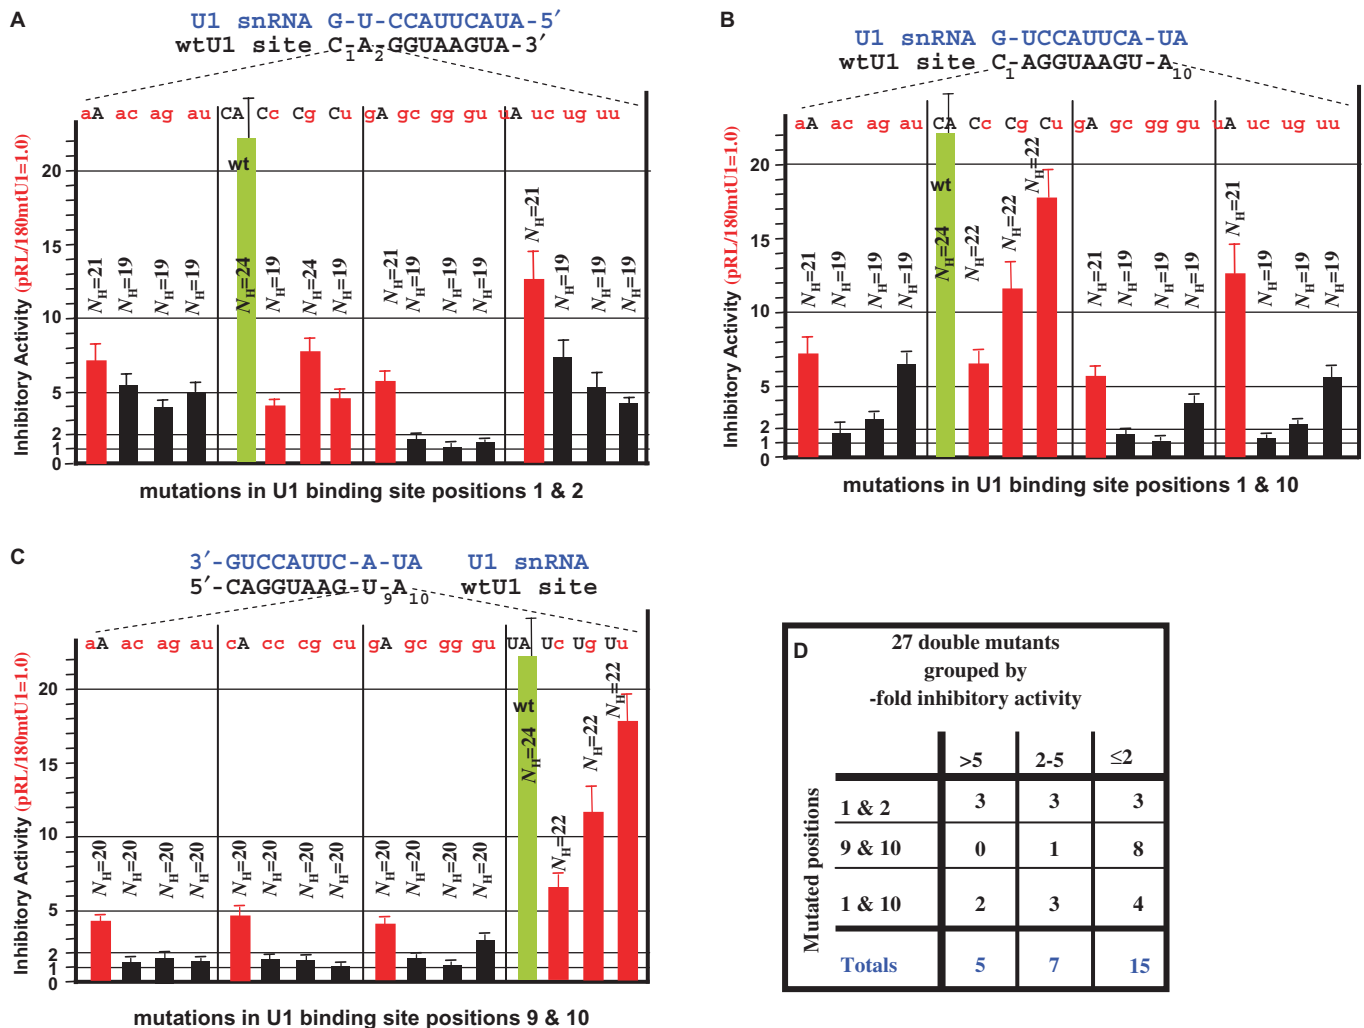 A
U1 snRNA G-U-CCAUUCAUA-5′
wtU1 site C-A-GGUAAGUA-3′
1 2
aA ac ag au CA Cc Cg Cu gA gc gg gu uA uc ug uu
Inhibitory Activity (pRL/180mtU1=1.0)
20
15
10
5
2
1
0
wt
NH=21 NH=19 NH=19 NH=19 NH=24 NH=19 NH=24 NH=19 NH=21 NH=19 NH=19 NH=19 NH=21 NH=19 NH=19 NH=19
mutations in U1 binding site positions 1 & 2
B
U1 snRNA G-UCCAUUCA-UA
wtU1 site C-AGGUAAGU-A
1 10
aA ac ag au CA Cc Cg Cu gA gc gg gu uA uc ug uu
Inhibitory Activity (pRL/180mtU1=1.0)
20
15
10
5
2
1
0
wt
NH=21 NH=19 NH=19 NH=19 NH=24 NH=22 NH=22 NH=22 NH=21 NH=19 NH=19 NH=19 NH=21 NH=19 NH=19 NH=19
mutations in U1 binding site positions 1 & 10
C
3′-GUCCAUUC-A-UA U1 snRNA
5′-CAGGUAAG-U-A wtU1 site
9 10
aA ac ag au cA cc cg cu gA gc gg gu UA Uc Ug Uu
Inhibitory Activity (pRL/180mtU1=1.0)
20
15
10
5
2
1
0
wt
NH=20 NH=20 NH=20 NH=20 NH=20 NH=20 NH=20 NH=20 NH=20 NH=20 NH=20 NH=20 NH=24 NH=22 NH=22 NH=22
mutations in U1 binding site positions 9 & 10
D
27 double mutants
grouped by
-fold inhibitory activity
>5 2-5 ≤2
Mutated positions
1 & 2 3 3 3
9 & 10 0 1 8
1 & 10 2 3 4
Totals 5 7 15